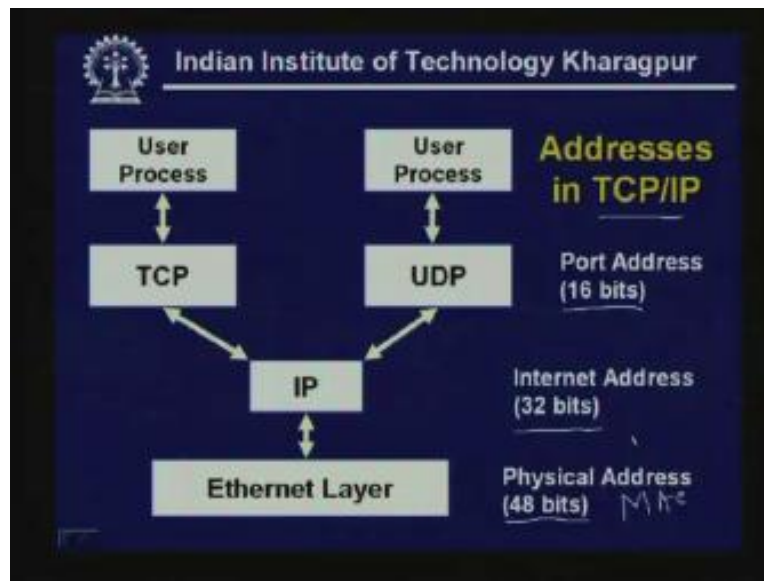 Indian Institute of Technology Kharagpur
User
Process
User
Process
Addresses
in TCP/IP
TCP
UDP
Port Address
(16 bits)
IP
Internet Address
(32 bits)
Ethernet Layer
Physical Address
(48 bits) MAC